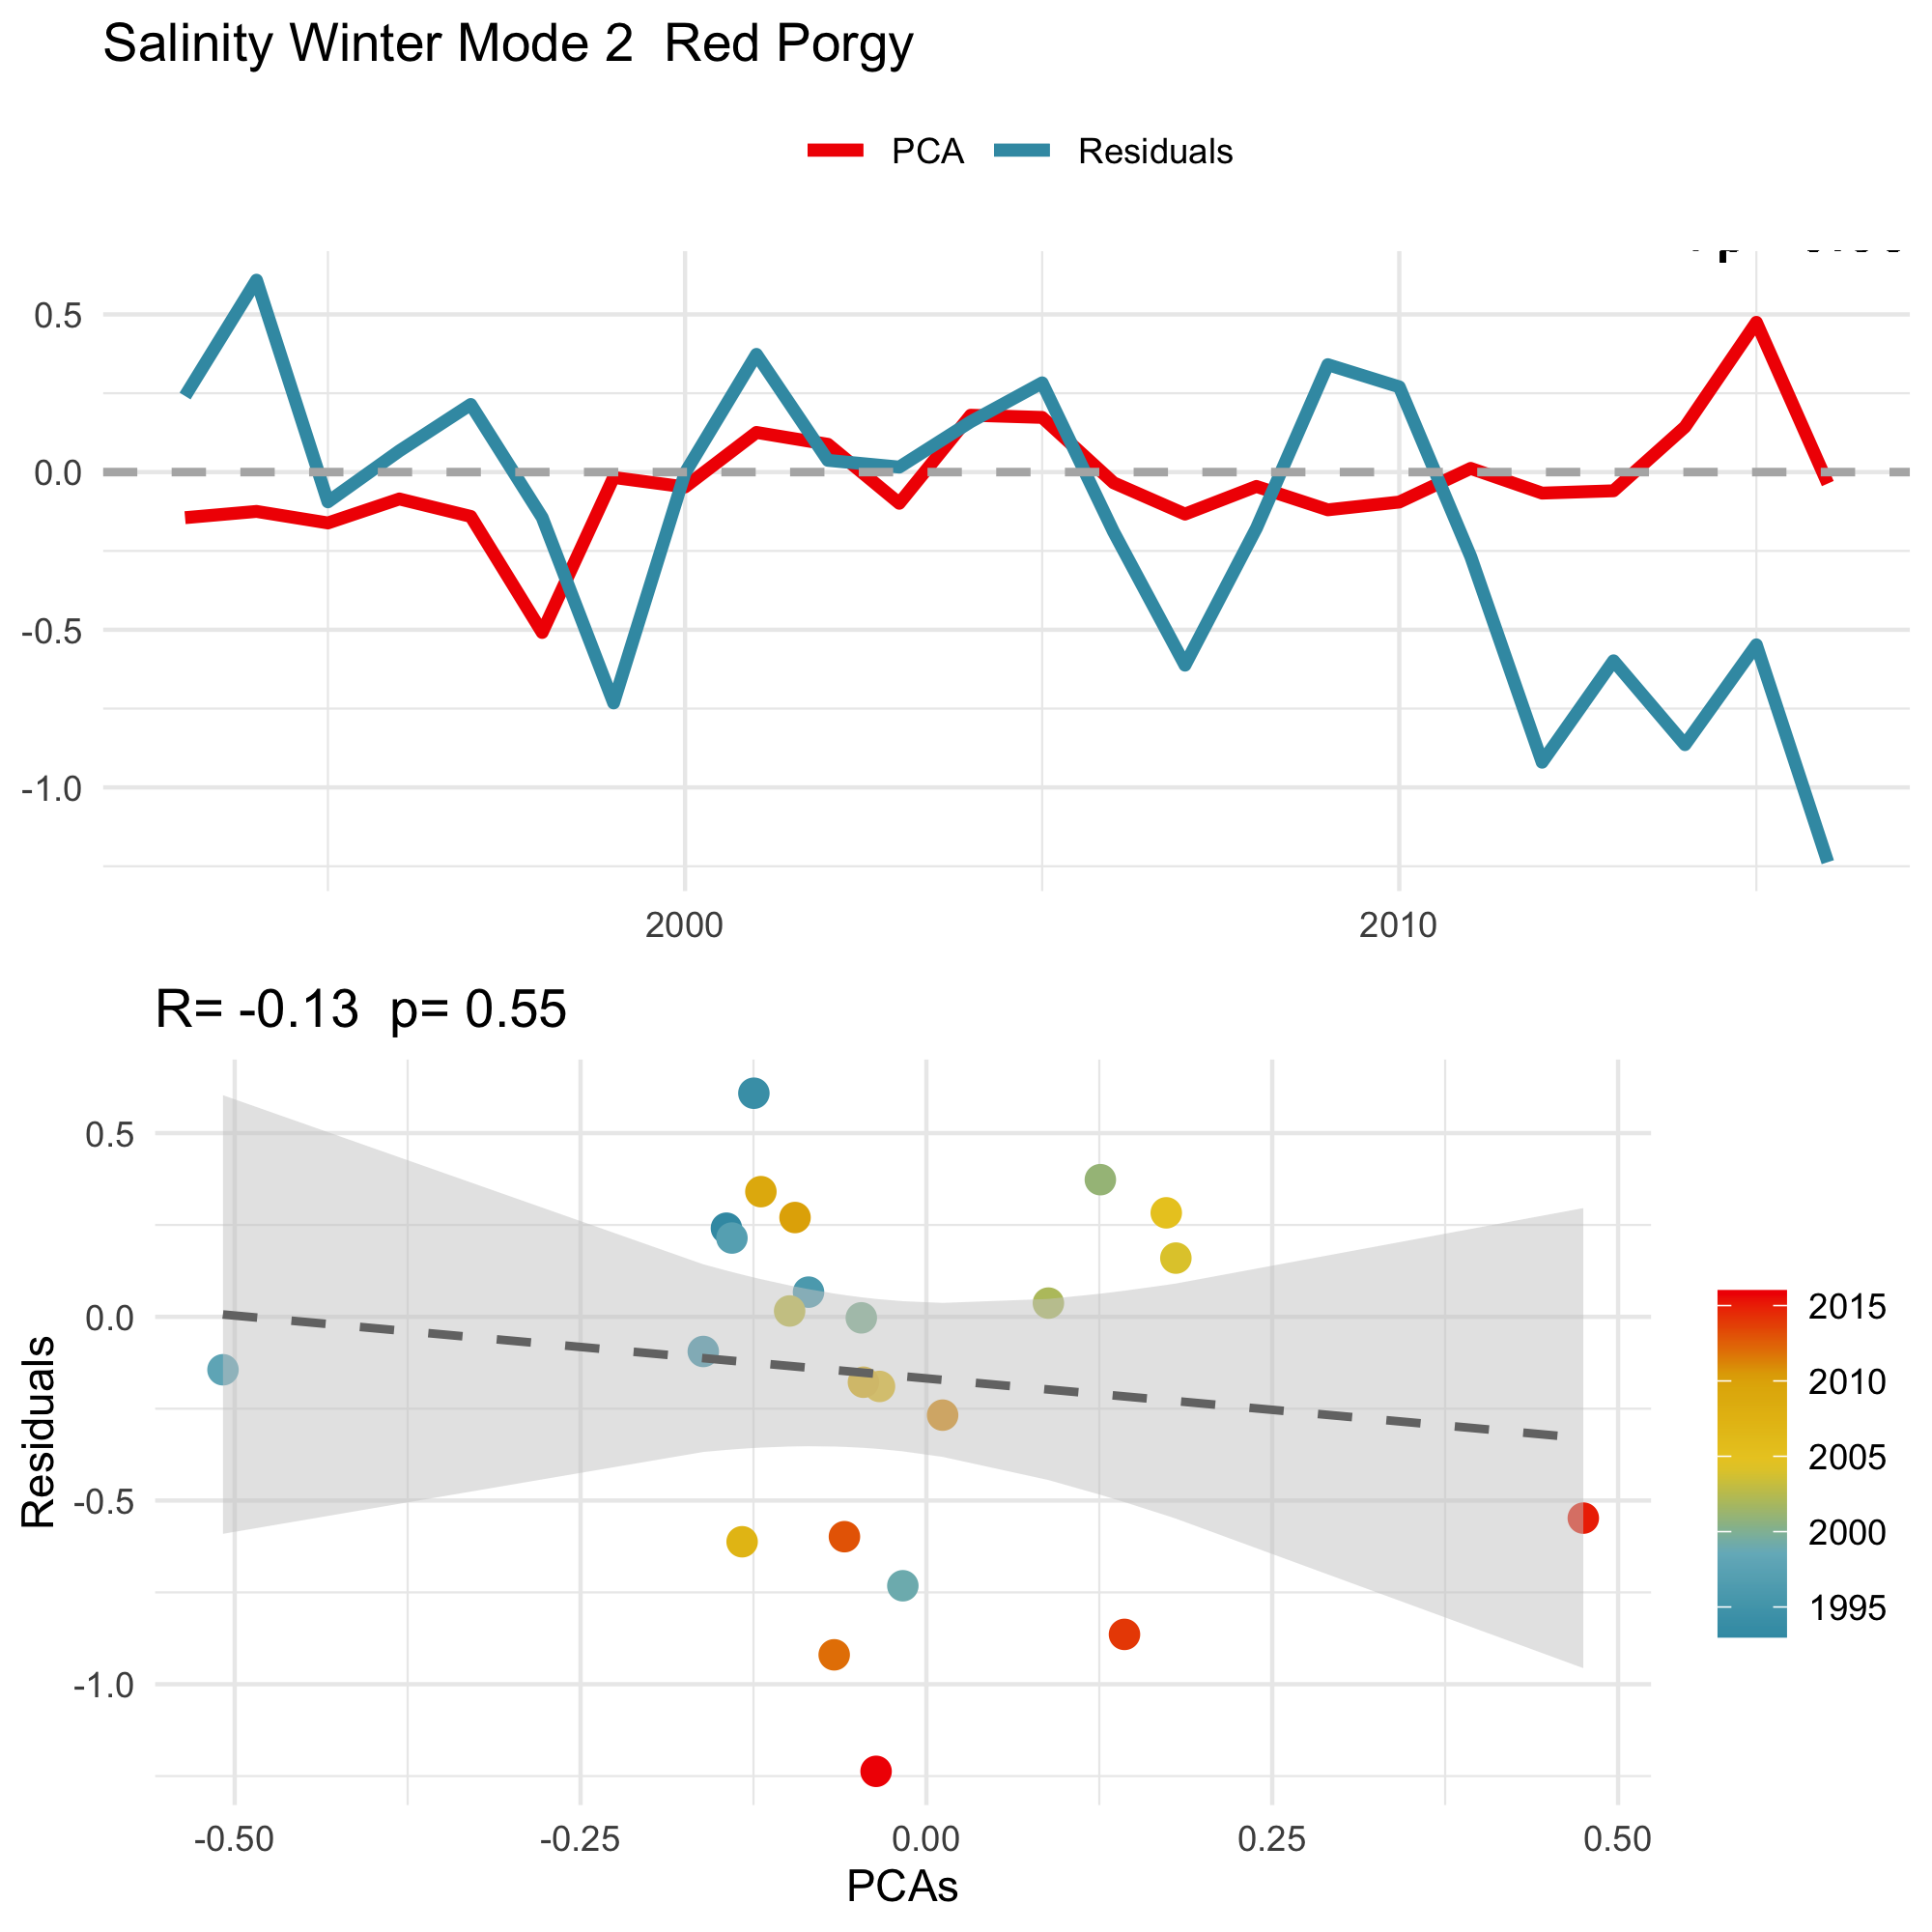 Salinity Winter Mode 2  Red Porgy
PCA Residuals
0.5
0.0
-0.5
-1.0
2000 2010
R= -0.13  p= 0.55
Residuals
0.5
0.0
-0.5
-1.0
-0.50 -0.25 0.00 0.25 0.50
PCAs
2015
2010
2005
2000
1995